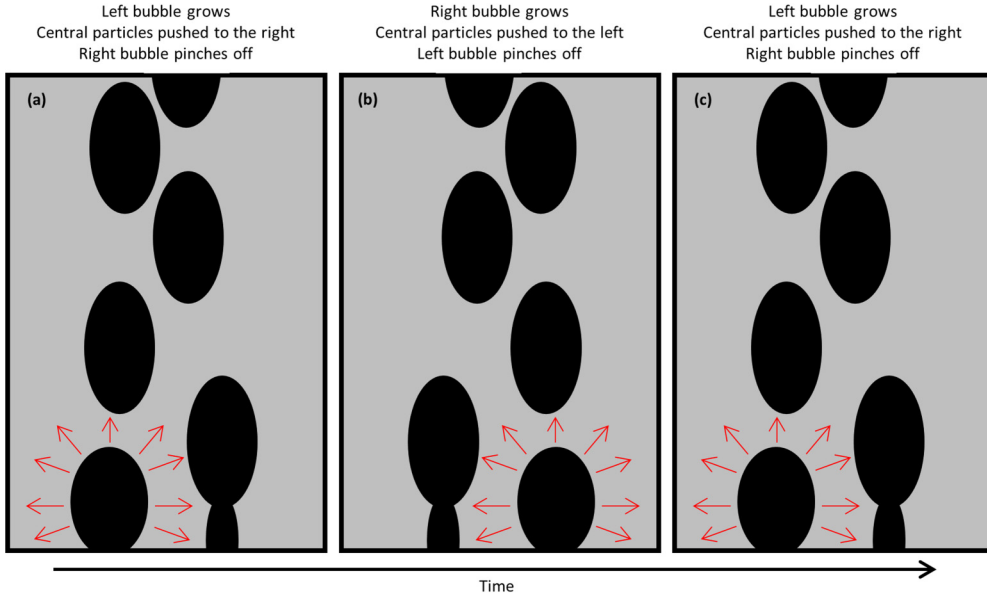 Left bubble grows
Central particles pushed to the right
Right bubble pinches off
Right bubble grows
Central particles pushed to the left
Left bubble pinches off
Left bubble grows
Central particles pushed to the right
Right bubble pinches off
(a)
(b)
(c)
Time